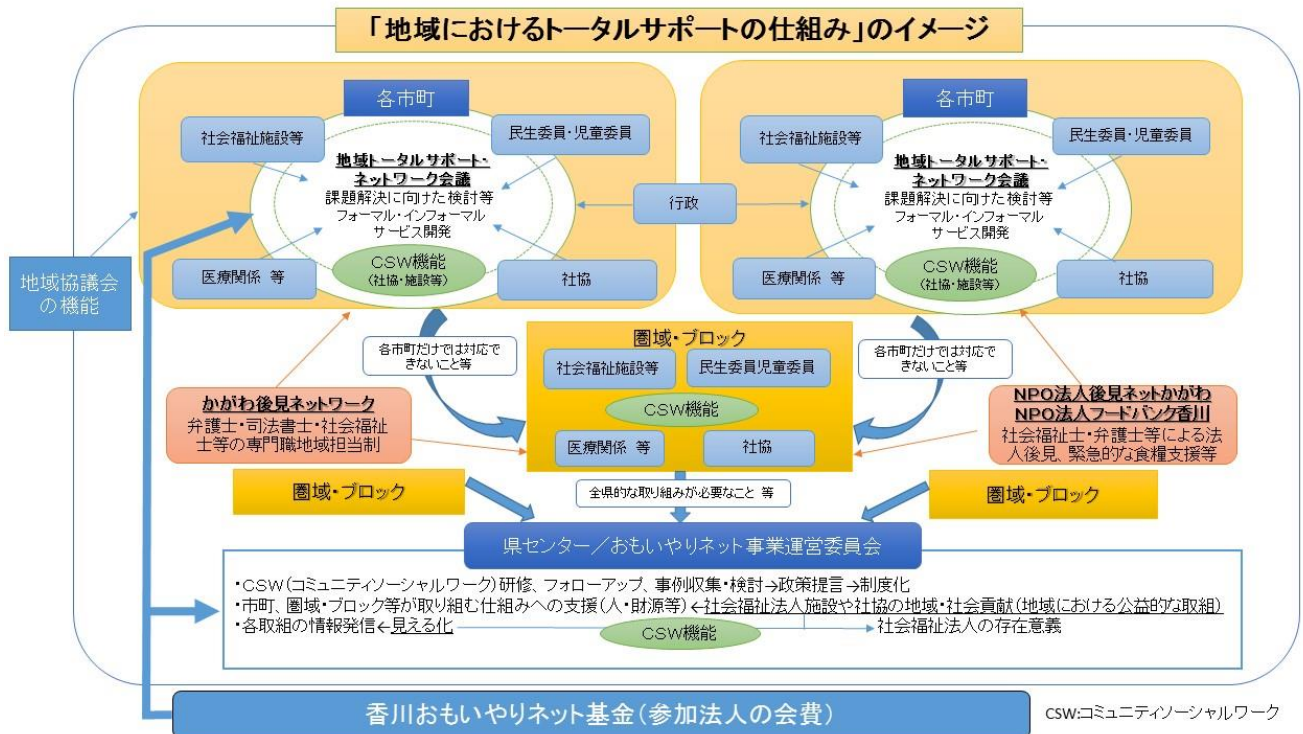 「地域におけるトータルサポートの仕組み」のイメージ
各市町
社会福祉施設等
民生委員・児童委員
地域トータルサポート・
ネットワーク会議
課題解決に向けた検討等
フォーマル・インフォーマル
サービス開発
医療関係 等
CSW機能
(社協・施設等)
社協
行政
各市町
社会福祉施設等
民生委員・児童委員
地域トータルサポート・
ネットワーク会議
課題解決に向けた検討等
フォーマル・インフォーマル
サービス開発
医療関係 等
CSW機能
(社協・施設等)
社協
地域協議会
の機能
各市町だけでは対応で
きないこと等
圏域・ブロック
社会福祉施設等
民生委員児童委員
CSW機能
医療関係 等
社協
各市町だけでは対応で
きないこと等
かがわ後見ネットワーク
弁護士・司法書士・社会福祉
士等の専門職地域担当制
NPO法人後見ネットかがわ
NPO法人フードバンク香川
社会福祉士・弁護士等による法
人後見、緊急的な食糧支援等
圏域・ブロック
全県的な取り組みが必要なこと 等
圏域・ブロック
県センター／おもいやりネット事業運営委員会
・CSW(コミュニティソーシャルワーク)研修、フォローアップ、事例収集・検討→政策提言→制度化
・市町、圏域・ブロック等が取り組む仕組みへの支援(人・財源等)←社会福祉法人施設や社協の地域・社会貢献(地域における公益的な取組)
・各取組の情報発信←見える化
CSW機能
社会福祉法人の存在意義
香川おもいやりネット基金(参加法人の会費)
CSW:コミュニティソーシャルワーク